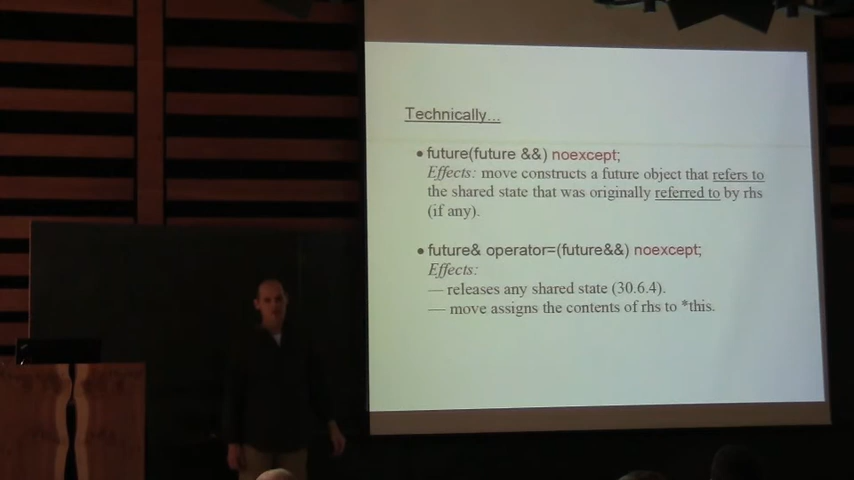 Technically...
• future(future &&) noexcept;
Effects: move constructs a future object that refers to
the shared state that was originally referred to by rhs
(if any).
• future& operator=(future&&) noexcept;
Effects:
— releases any shared state (30.6.4).
— move assigns the contents of rhs to *this.